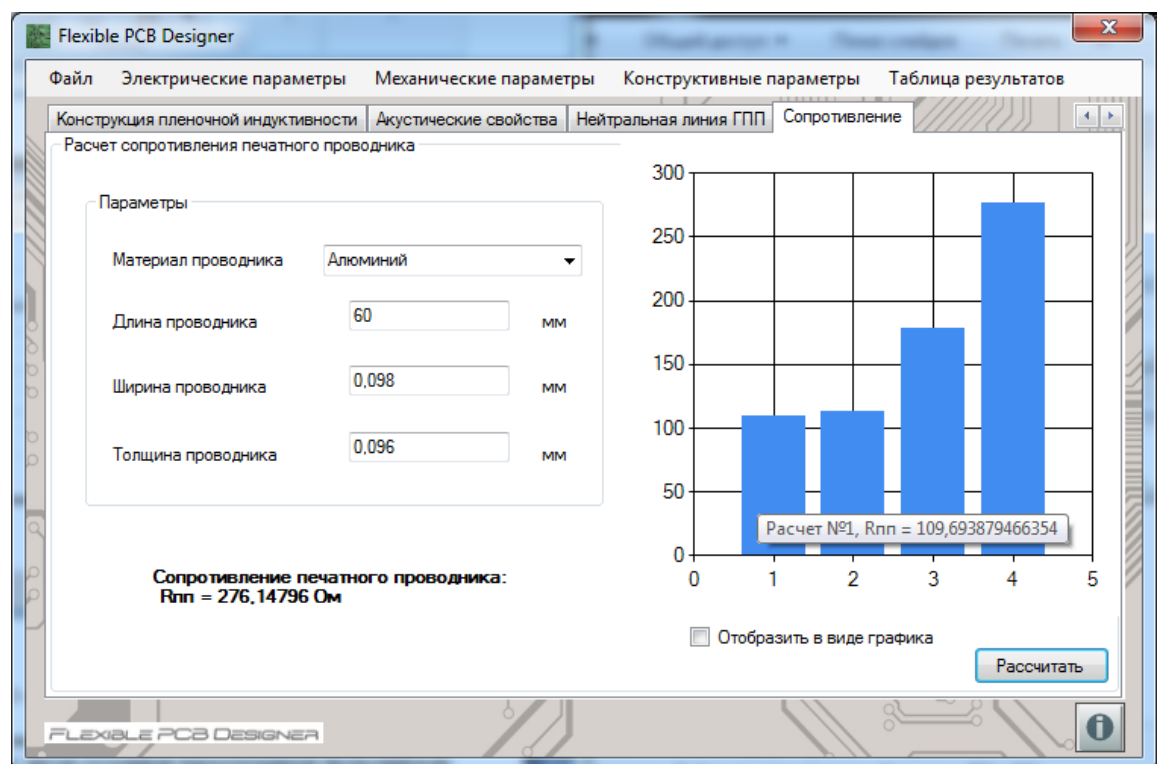 Flexible PCB Designer
Файл Электрические параметры Механические параметры Конструктивные параметры Таблица результатов
Конструкция пленочной индуктивности Акустические свойства Нейтральная линия ГПП Сопротивление
Расчет сопротивления печатного проводника
Параметры
Материал проводника Алюминий
Длина проводника 60 мм
Ширина проводника 0,098 мм
Толщина проводника 0,096 мм
Сопротивление печатного проводника:
Rпп = 276,14796 Ом
300
250
200
150
100
50
0
Расчет №1, Rпп = 109,693879466354
0 1 2 3 4 5
Отобразить в виде графика
Рассчитать
FLEXIBLE PCB DESIGNER